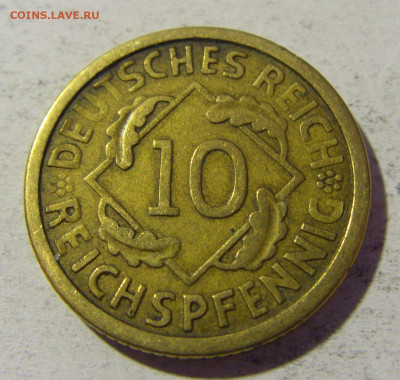 COINS.LAVE.RU
DEUTSCHES REICH
10
REICHSPFENNIG